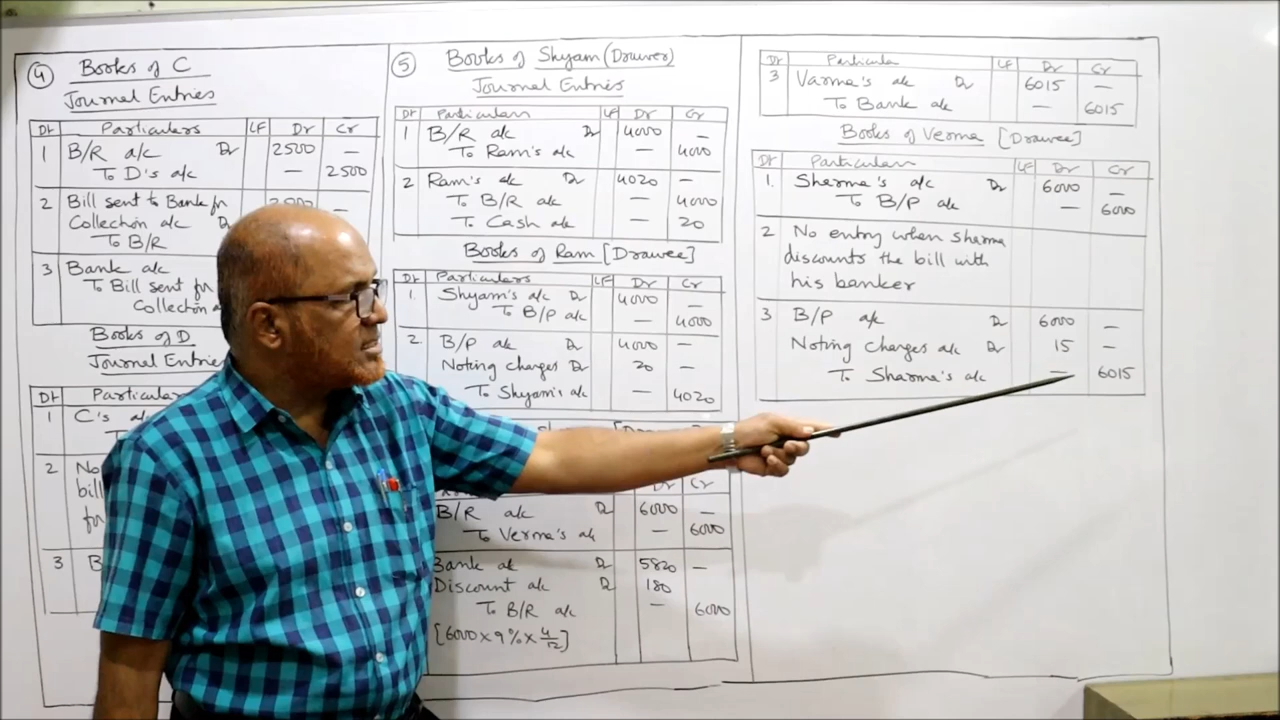 4 Books of C
Journal Entries
Dt Particulars LF Dr Cr
1 B/R a/c Dr 2500 —
To D's a/c — 2500
2 Bill sent to Bank for —
Collection a/c Dr
To B/R
3 Bank a/c
To Bill sent for
Collection
Books of D
Journal Entries
Dt Particulars
1 C's a/c
2 No
bill
for
3 B
5 Books of Shyam (Drawer)
Journal Entries
Dt Particulars LF Dr Cr
1 B/R a/c Dr 4000 —
To Ram's a/c — 4000
2 Ram's a/c Dr 4020 —
To B/R a/c — 4000
To Cash a/c — 20
Books of Ram [Drawee]
Dt Particulars LF Dr Cr
1. Shyam's a/c Dr 4000 —
To B/P a/c — 4000
2 B/P a/c Dr 4000 —
Noting charges Dr 20 —
To Shyam's a/c — 4020
Dr Cr
B/R a/c Dr 6000 —
To Verma's a/c — 6000
Bank a/c Dr 5820 —
Discount a/c Dr 180
To B/R a/c — 6000
[6000 x 9% x 4/12]
Dt Particular LF Dr Cr
3 Varma's a/c Dr 6015 —
To Bank a/c — 6015
Books of Verma [Drawee]
Dt Particulars LF Dr Cr
1. Sharma's a/c Dr 6000 —
To B/P a/c — 6000
2 No entry when Sharma
discounts the bill with
his banker
3 B/P a/c Dr 6000 —
Noting Charges a/c Dr 15 —
To Sharma's a/c — 6015